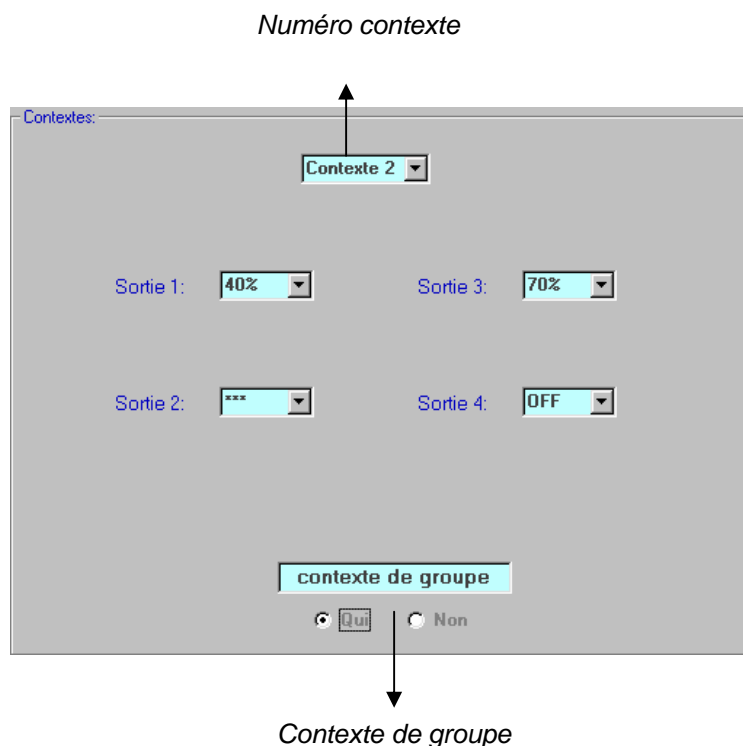 Numéro contexte
Contextes:
Contexte 2
Sortie 1: 40% Sortie 3: 70%
Sortie 2: *** Sortie 4: OFF
contexte de groupe
Qui Non
Contexte de groupe